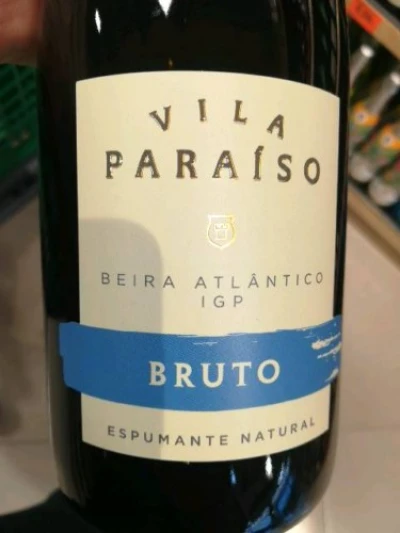 VILA
PARAÍSO
BEIRA ATLÂNTICO
IGP
BRUTO
ESPUMANTE NATURAL